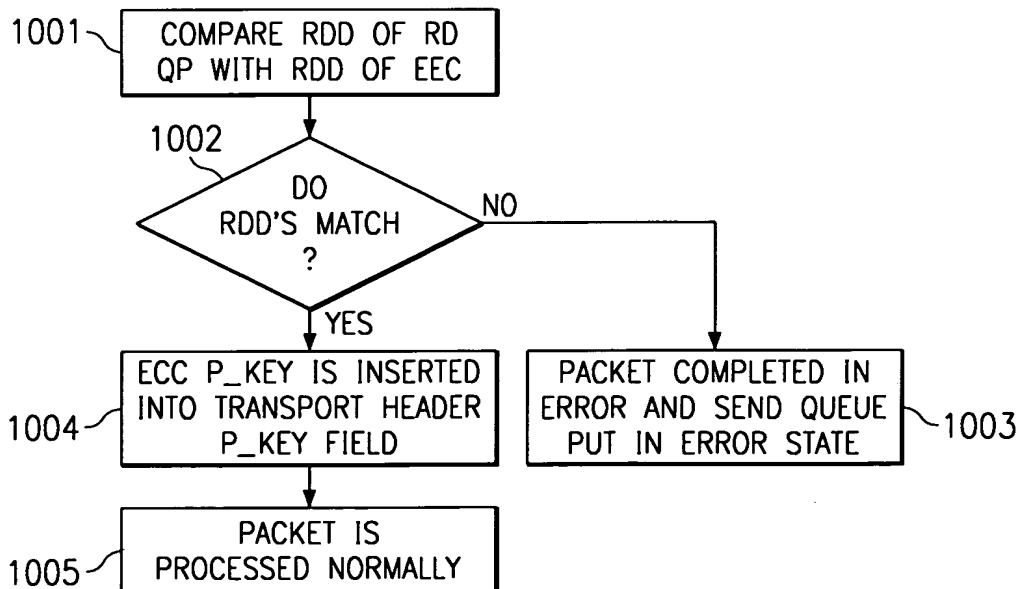 1001
COMPARE RDD OF RD
QP WITH RDD OF EEC
1002
DO
RDD'S MATCH
?
NO
YES
ECC P_KEY IS INSERTED
INTO TRANSPORT HEADER
P_KEY FIELD
1004
PACKET COMPLETED IN
ERROR AND SEND QUEUE
PUT IN ERROR STATE
1003
PACKET IS
PROCESSED NORMALLY
1005